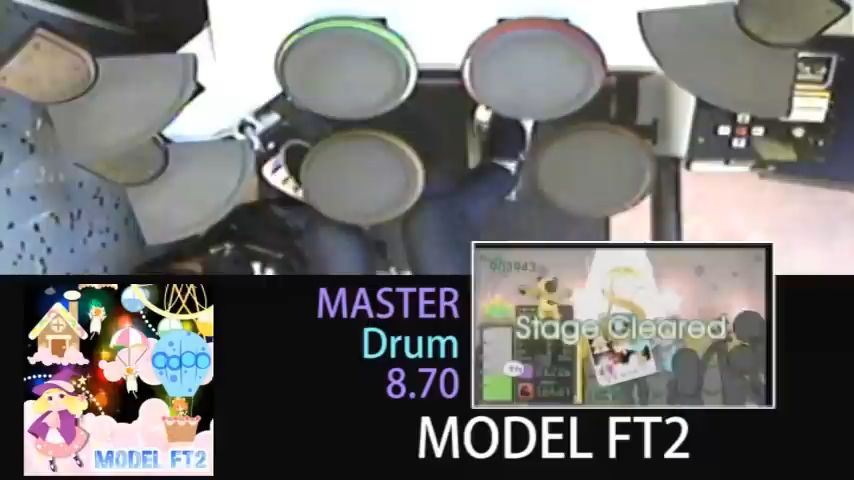 MASTER
Drum
8.70
MODEL FT2
Stage Cleared
S
MODEL FT2